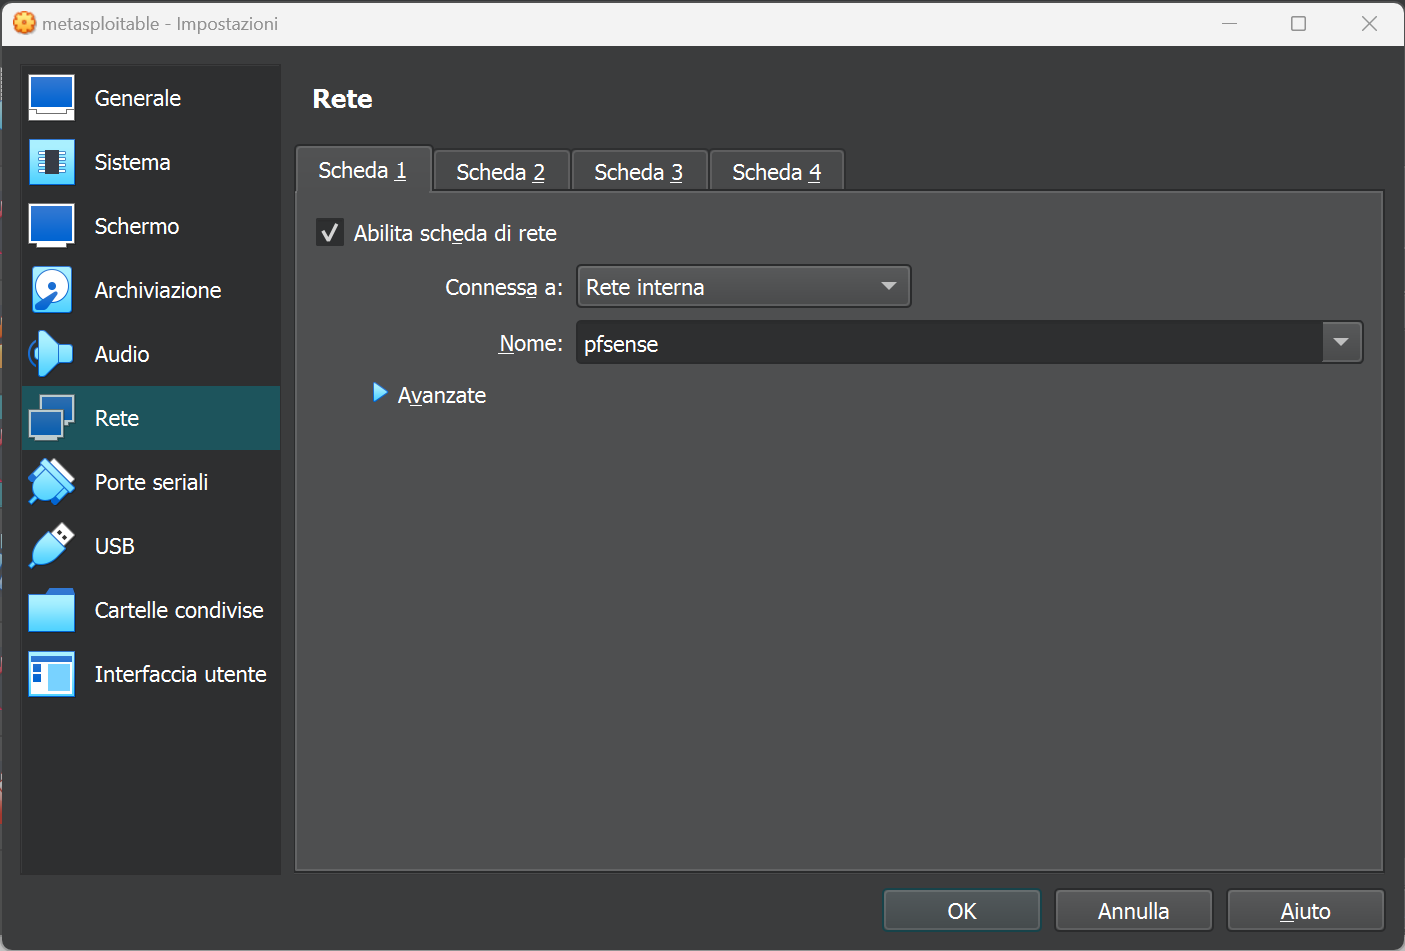 metasploitable - Impostazioni
Generale
Sistema
Schermo
Archiviazione
Audio
Rete
Porte seriali
USB
Cartelle condivise
Interfaccia utente
Rete
Scheda 1
Scheda 2
Scheda 3
Scheda 4
Abilita scheda di rete
Connessa a: Rete interna
Nome: pfsense
Avanzate
OK
Annulla
Aiuto